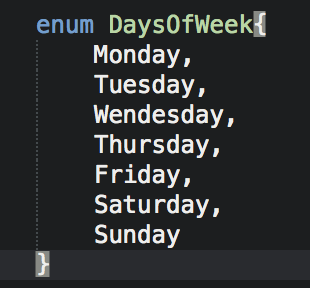 enum DaysOfWeek{
Monday,
Tuesday,
Wendesday,
Thursday,
Friday,
Saturday,
Sunday
}